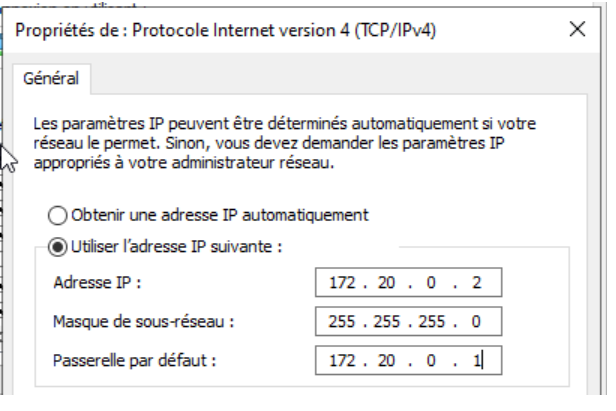 Propriétés de : Protocole Internet version 4 (TCP/IPv4)
Général
Les paramètres IP peuvent être déterminés automatiquement si votre
réseau le permet. Sinon, vous devez demander les paramètres IP
appropriés à votre administrateur réseau.
Obtenir une adresse IP automatiquement
Utiliser l'adresse IP suivante :
Adresse IP : 172 . 20 . 0 . 2
Masque de sous-réseau : 255 . 255 . 255 . 0
Passerelle par défaut : 172 . 20 . 0 . 1